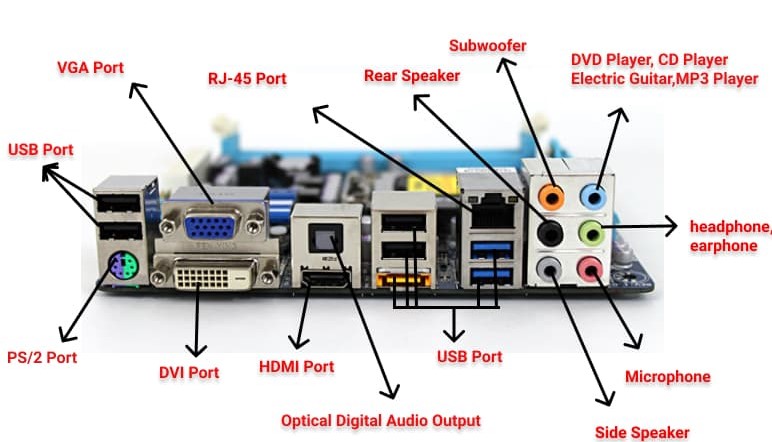 Subwoofer
DVD Player, CD Player
Electric Guitar,MP3 Player
VGA Port
RJ-45 Port
Rear Speaker
USB Port
headphone,
earphone
PS/2 Port
DVI Port
HDMI Port
USB Port
Microphone
Optical Digital Audio Output
Side Speaker